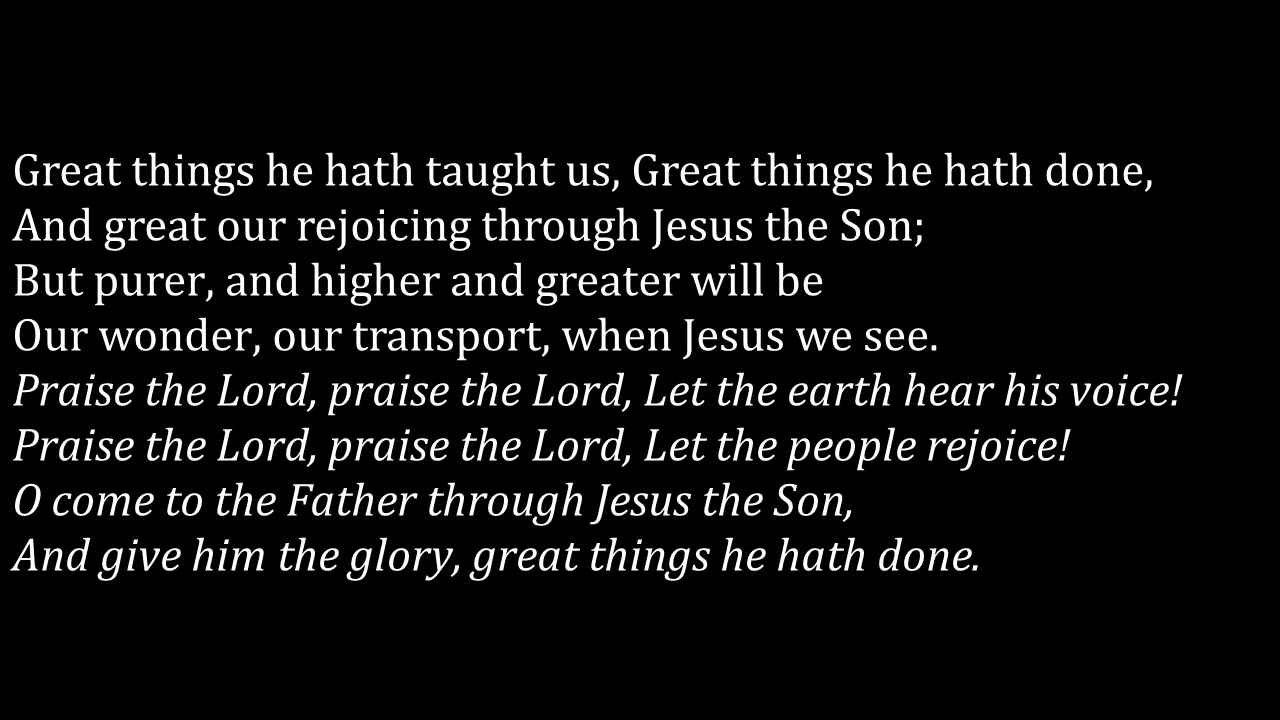 Great things he hath taught us, Great things he hath done,
And great our rejoicing through Jesus the Son;
But purer, and higher and greater will be
Our wonder, our transport, when Jesus we see.
Praise the Lord, praise the Lord, Let the earth hear his voice!
Praise the Lord, praise the Lord, Let the people rejoice!
O come to the Father through Jesus the Son,
And give him the glory, great things he hath done.